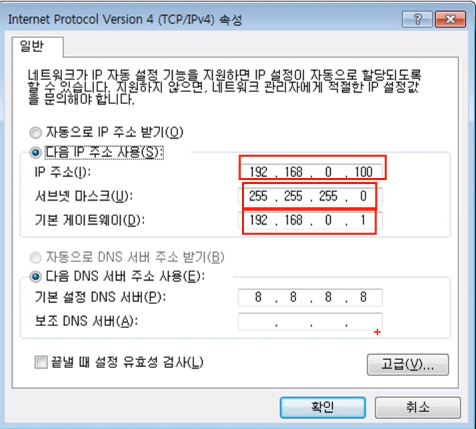 Internet Protocol Version 4 (TCP/IPv4) 속성
일반
네트워크가 IP 자동 설정 기능을 지원하면 IP 설정이 자동으로 할당되도록
할 수 있습니다. 지원하지 않으면, 네트워크 관리자에게 적절한 IP 설정값
을 문의해야 합니다.
자동으로 IP 주소 받기(O)
다음 IP 주소 사용(S):
IP 주소(I): 192 . 168 . 0 . 100
서브넷 마스크(U): 255 . 255 . 255 . 0
기본 게이트웨이(D): 192 . 168 . 0 . 1
자동으로 DNS 서버 주소 받기(B)
다음 DNS 서버 주소 사용(E):
기본 설정 DNS 서버(P): 8 . 8 . 8 . 8
보조 DNS 서버(A): . . .
끝낼 때 설정 유효성 검사(L)
고급(V)...
확인 취소